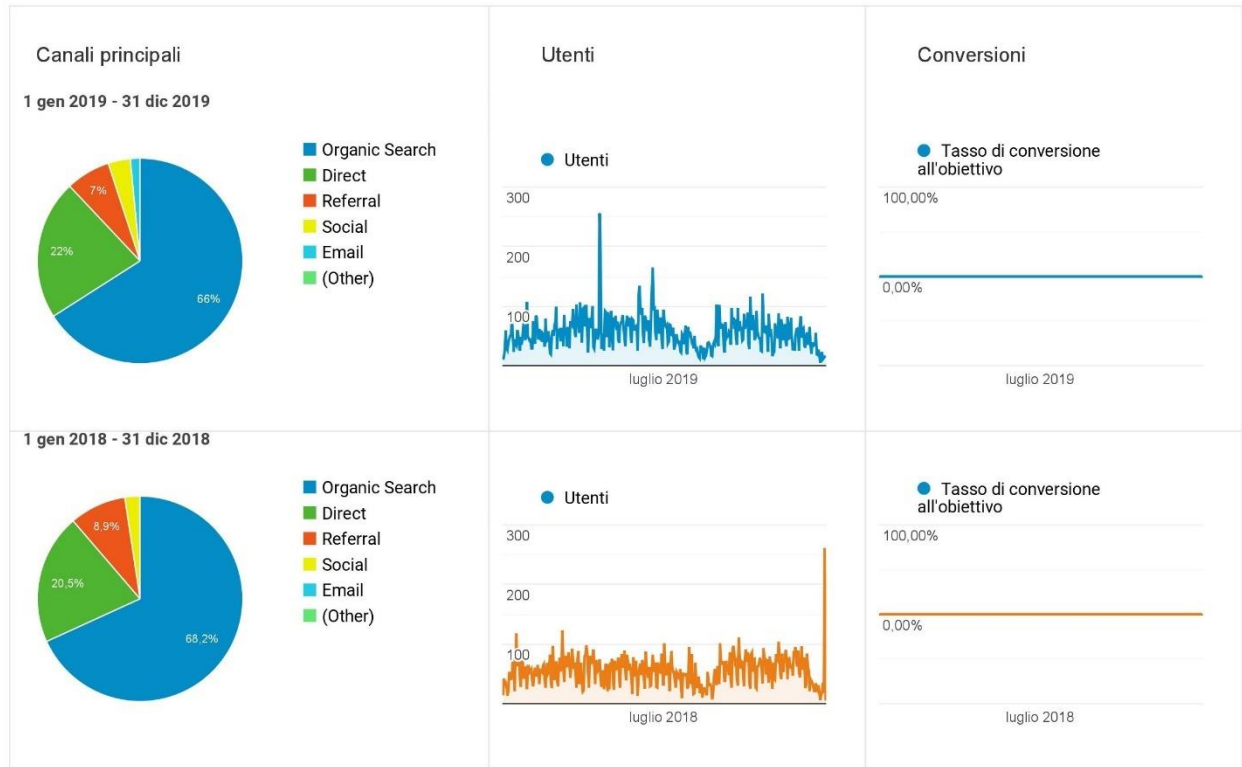 Canali principali
Utenti
Conversioni
1 gen 2019 - 31 dic 2019
Organic Search
Direct
Referral
Social
Email
(Other)
7%
22%
66%
Utenti
300
200
100
luglio 2019
Tasso di conversione
all'obiettivo
100,00%
0,00%
luglio 2019
1 gen 2018 - 31 dic 2018
Organic Search
Direct
Referral
Social
Email
(Other)
8,9%
20,5%
68,2%
Utenti
300
200
100
luglio 2018
Tasso di conversione
all'obiettivo
100,00%
0,00%
luglio 2018